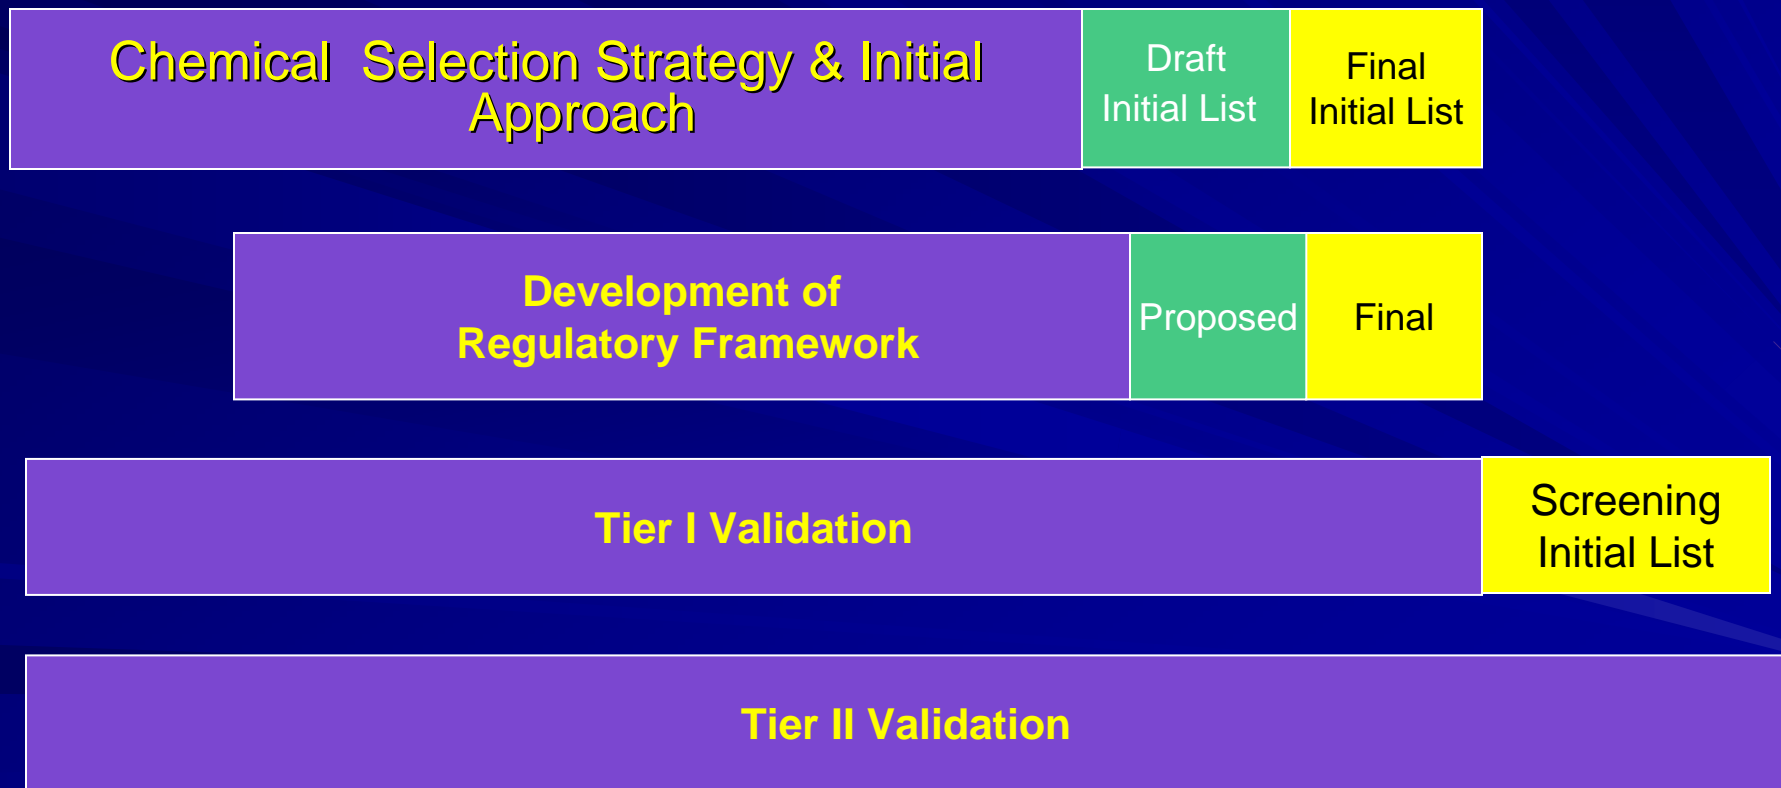 Chemical  Selection Strategy & Initial
Approach
Draft
Initial List
Final
Initial List
Development of
Regulatory Framework
Proposed
Final
Tier I Validation
Screening
Initial List
Tier II Validation